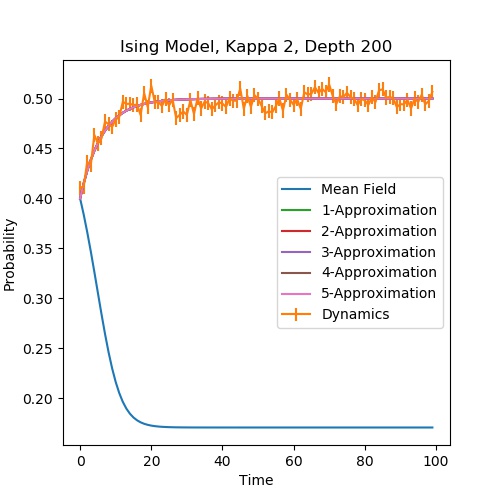 Ising Model, Kappa 2, Depth 200
Probability
0.50
0.45
0.40
0.35
0.30
0.25
0.20
Mean Field
1-Approximation
2-Approximation
3-Approximation
4-Approximation
5-Approximation
Dynamics
0 20 40 60 80 100
Time